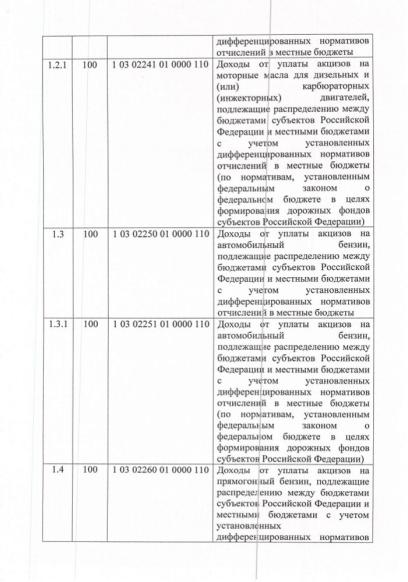 дифференцированных нормативов
отчислений в местные бюджеты
1.2.1 100 1 03 02241 01 0000 110 Доходы от уплаты акцизов на
моторные масла для дизельных и
(или) карбюраторных
(инжекторных) двигателей,
подлежащие распределению между
бюджетами субъектов Российской
Федерации и местными бюджетами
с учетом установленных
дифференцированных нормативов
отчислений в местные бюджеты
(по нормативам, установленным
федеральным законом о
федеральном бюджете в целях
формирования дорожных фондов
субъектов Российской Федерации)
1.3 100 1 03 02250 01 0000 110 Доходы от уплаты акцизов на
автомобильный бензин,
подлежащие распределению между
бюджетами субъектов Российской
Федерации и местными бюджетами
с учетом установленных
дифференцированных нормативов
отчислений в местные бюджеты
1.3.1 100 1 03 02251 01 0000 110 Доходы от уплаты акцизов на
автомобильный бензин,
подлежащие распределению между
бюджетами субъектов Российской
Федерации и местными бюджетами
с учетом установленных
дифференцированных нормативов
отчислений в местные бюджеты
(по нормативам, установленным
федеральным законом о
федеральном бюджете в целях
формирования дорожных фондов
субъектов Российской Федерации)
1.4 100 1 03 02260 01 0000 110 Доходы от уплаты акцизов на
прямогонный бензин, подлежащие
распределению между бюджетами
субъектов Российской Федерации и
местными бюджетами с учетом
установленных
дифференцированных нормативов